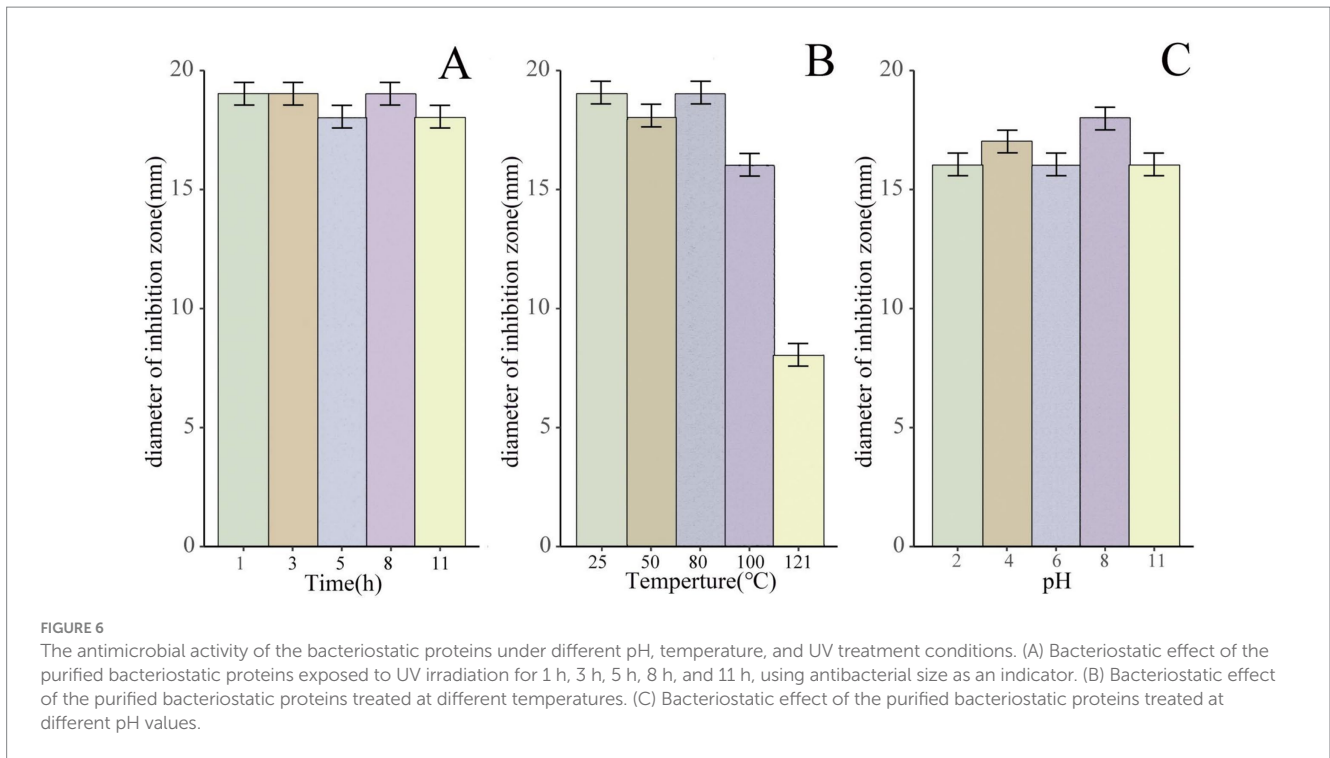 A
20
15
10
5
0
diameter of inhibition zone(mm)
1 3 5 8 11
Time(h)
B
20
15
10
5
0
diameter of inhibition zone(mm)
25 50 80 100 121
Temperture(°C)
C
20
15
10
5
0
diameter of inhibition zone(mm)
2 4 6 8 11
pH
FIGURE 6
The antimicrobial activity of the bacteriostatic proteins under different pH, temperature, and UV treatment conditions. (A) Bacteriostatic effect of the
purified bacteriostatic proteins exposed to UV irradiation for 1 h, 3 h, 5 h, 8 h, and 11 h, using antibacterial size as an indicator. (B) Bacteriostatic effect
of the purified bacteriostatic proteins treated at different temperatures. (C) Bacteriostatic effect of the purified bacteriostatic proteins treated at
different pH values.